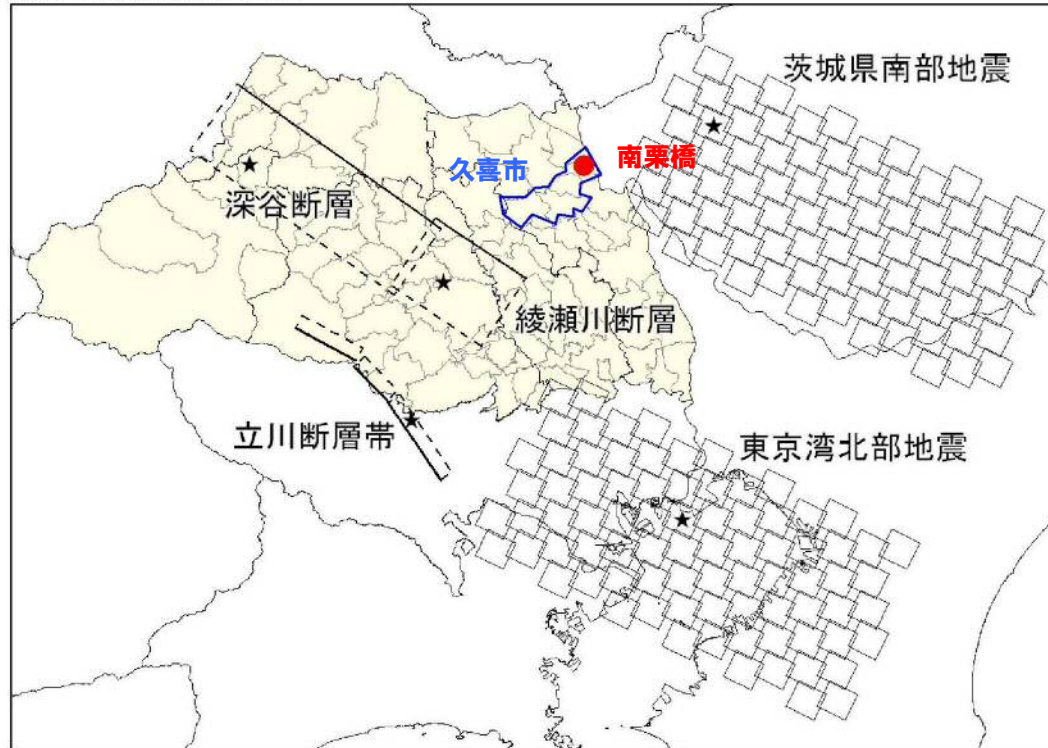 茨城県南部地震
久喜市
南栗橋
深谷断層
綾瀬川断層
立川断層帯
東京湾北部地震